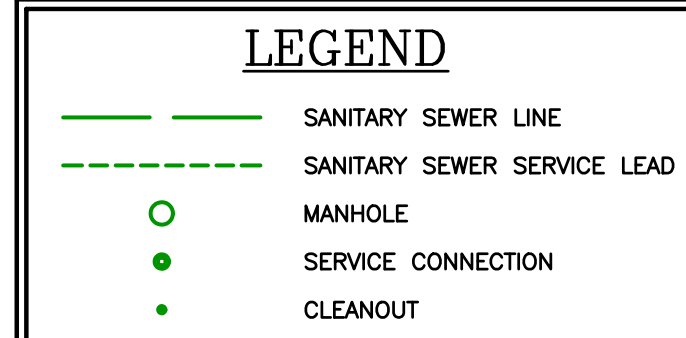 LEGEND
SANITARY SEWER LINE
SANITARY SEWER SERVICE LEAD
MANHOLE
SERVICE CONNECTION
CLEANOUT